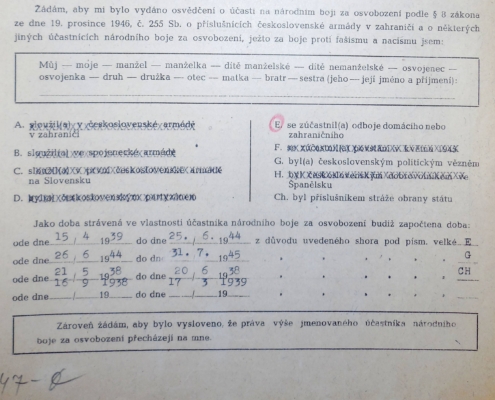 Žádám, aby mi bylo vydáno osvědčení o účasti na národním boji za osvobození podle § 8 zákona
ze dne 19. prosince 1946, č. 255 Sb. o příslušnících československé armády v zahraničí a o některých
jiných účastnících národního boje za osvobození, ježto za boje proti fašismu a nacismu jsem:
Můj — moje — manžel — manželka — dítě manželské — dítě nemanželské — osvojenec —
osvojenka — druh — družka — otec — matka — bratr — sestra (jeho — její jméno a příjmení):
A. sloužil(a) v československé armádě
v zahraničí
B. sloužil(a) ve spojenecké armádě
C. sloužil(a) v první československé armádě
na Slovensku
D. byl(a) československým partyzánem
E. se zúčastnil(a) odboje domácího nebo
zahraničního
F. se zúčastnil(a) povstání v květnu 1945
G. byl(a) československým politickým vězněm
H. byl československým dobrovolníkem ve
Španělsku
Ch. byl příslušníkem stráže obrany státu
Jako doba strávená ve vlastnosti účastníka národního boje za osvobození budiž započtena doba:
ode dne 15 / 4 1939 do dne 25. / 6. 1944 z důvodu uvedeného shora pod písm. velké E
ode dne 26 / 6 1944 do dne 31. 7. 1945 " " " " " " G
ode dne 21 / 5 1938 do dne 20 / 6 1938 " " " " " " CH
ode dne 16 / 9 1938 do dne 17 / 3 1939 " " " " " "
ode dne / 19 do dne / 19
Zároveň žádám, aby bylo vysloveno, že práva výše jmenovaného účastníka národního
boje za osvobození přecházejí na mne.